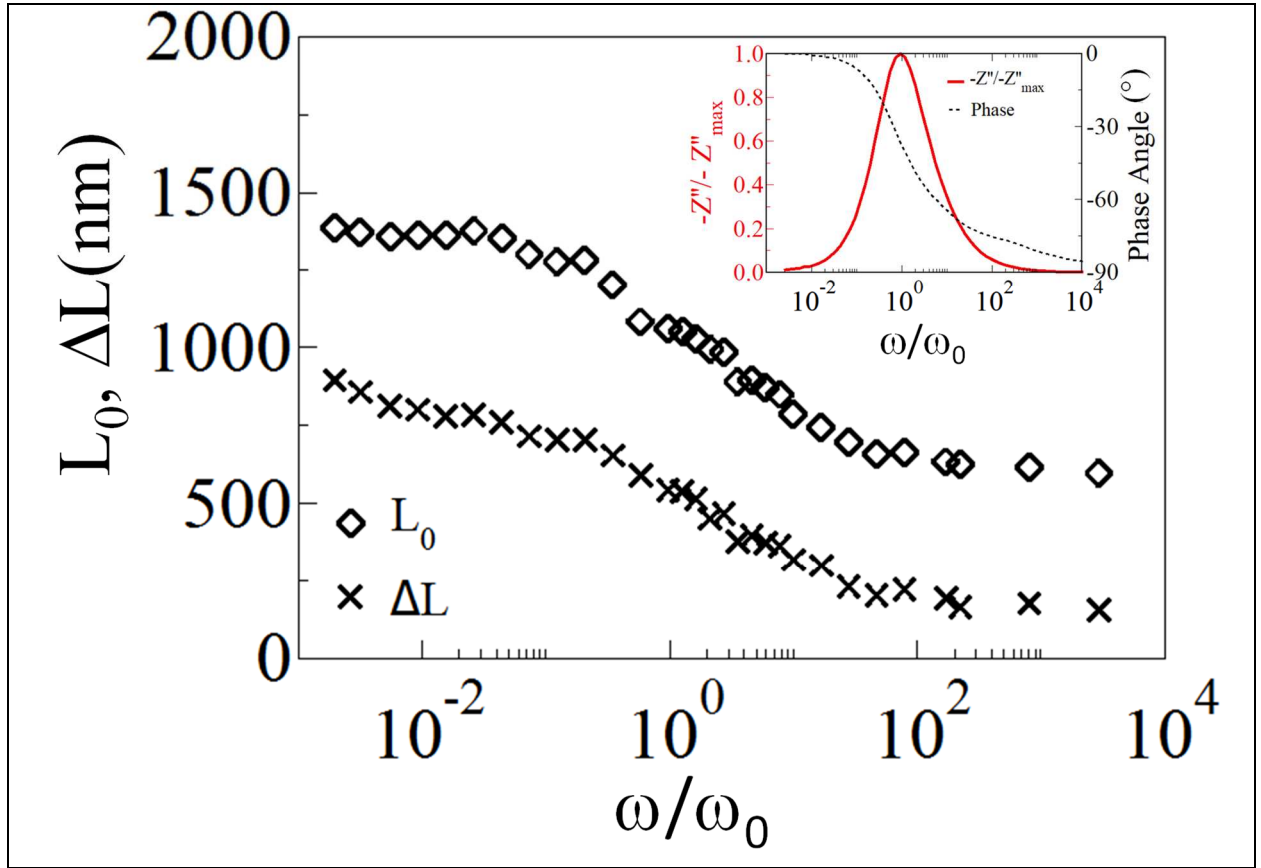 2000
1500
1000
500
0
L₀, ΔL(nm)
L₀
ΔL
10⁻² 10⁰ 10² 10⁴
ω/ω₀
1.0
0.8
0.6
0.4
0.2
0.0
-Z"/- Z"max
-Z"/-Z"max
Phase
0
-30
-60
-90
Phase Angle (°)
10⁻² 10⁰ 10² 10⁴
ω/ω₀